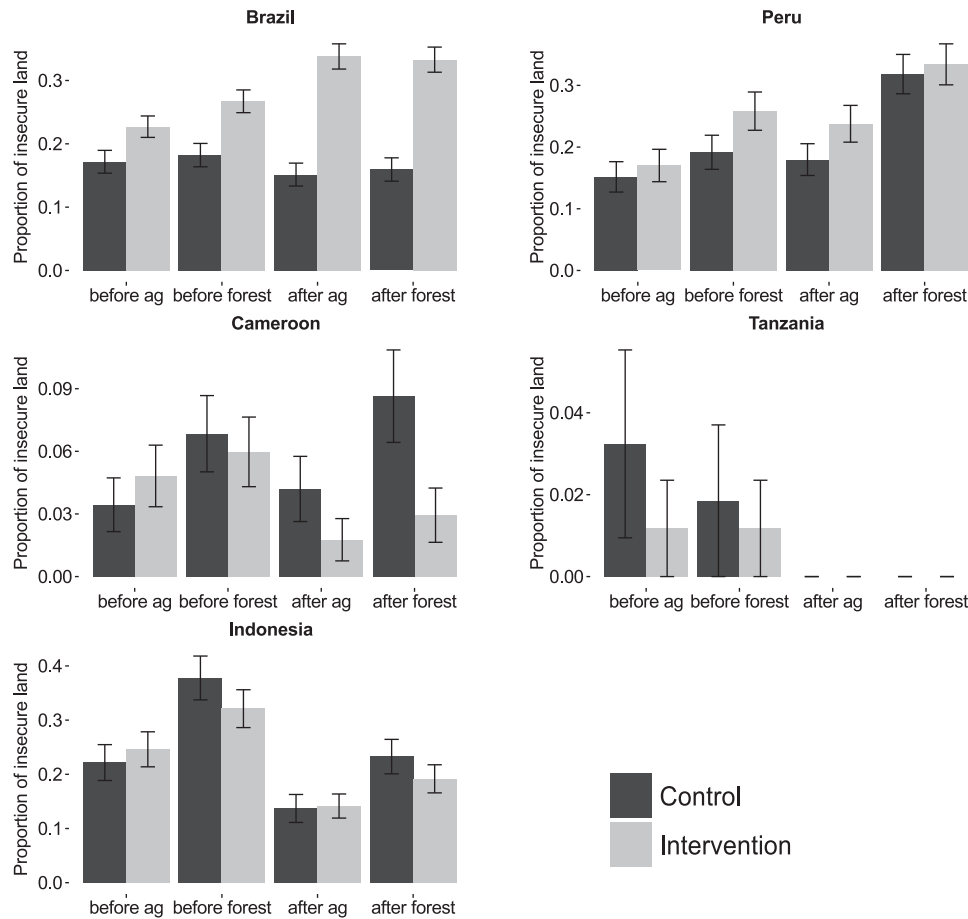 Brazil
Proportion of insecure land
0.3
0.2
0.1
0.0
before ag before forest after ag after forest
Peru
Proportion of insecure land
0.3
0.2
0.1
0.0
before ag before forest after ag after forest
Cameroon
Proportion of insecure land
0.09
0.06
0.03
0.00
before ag before forest after ag after forest
Tanzania
Proportion of insecure land
0.04
0.02
0.00
before ag before forest after ag after forest
Indonesia
Proportion of insecure land
0.4
0.3
0.2
0.1
0.0
before ag before forest after ag after forest
Control
Intervention